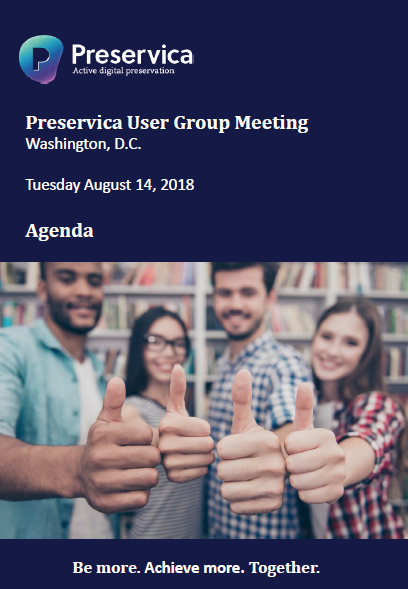 Preservica
Active digital preservation
Preservica User Group Meeting
Washington, D.C.
Tuesday August 14, 2018
Agenda
Be more. Achieve more. Together.